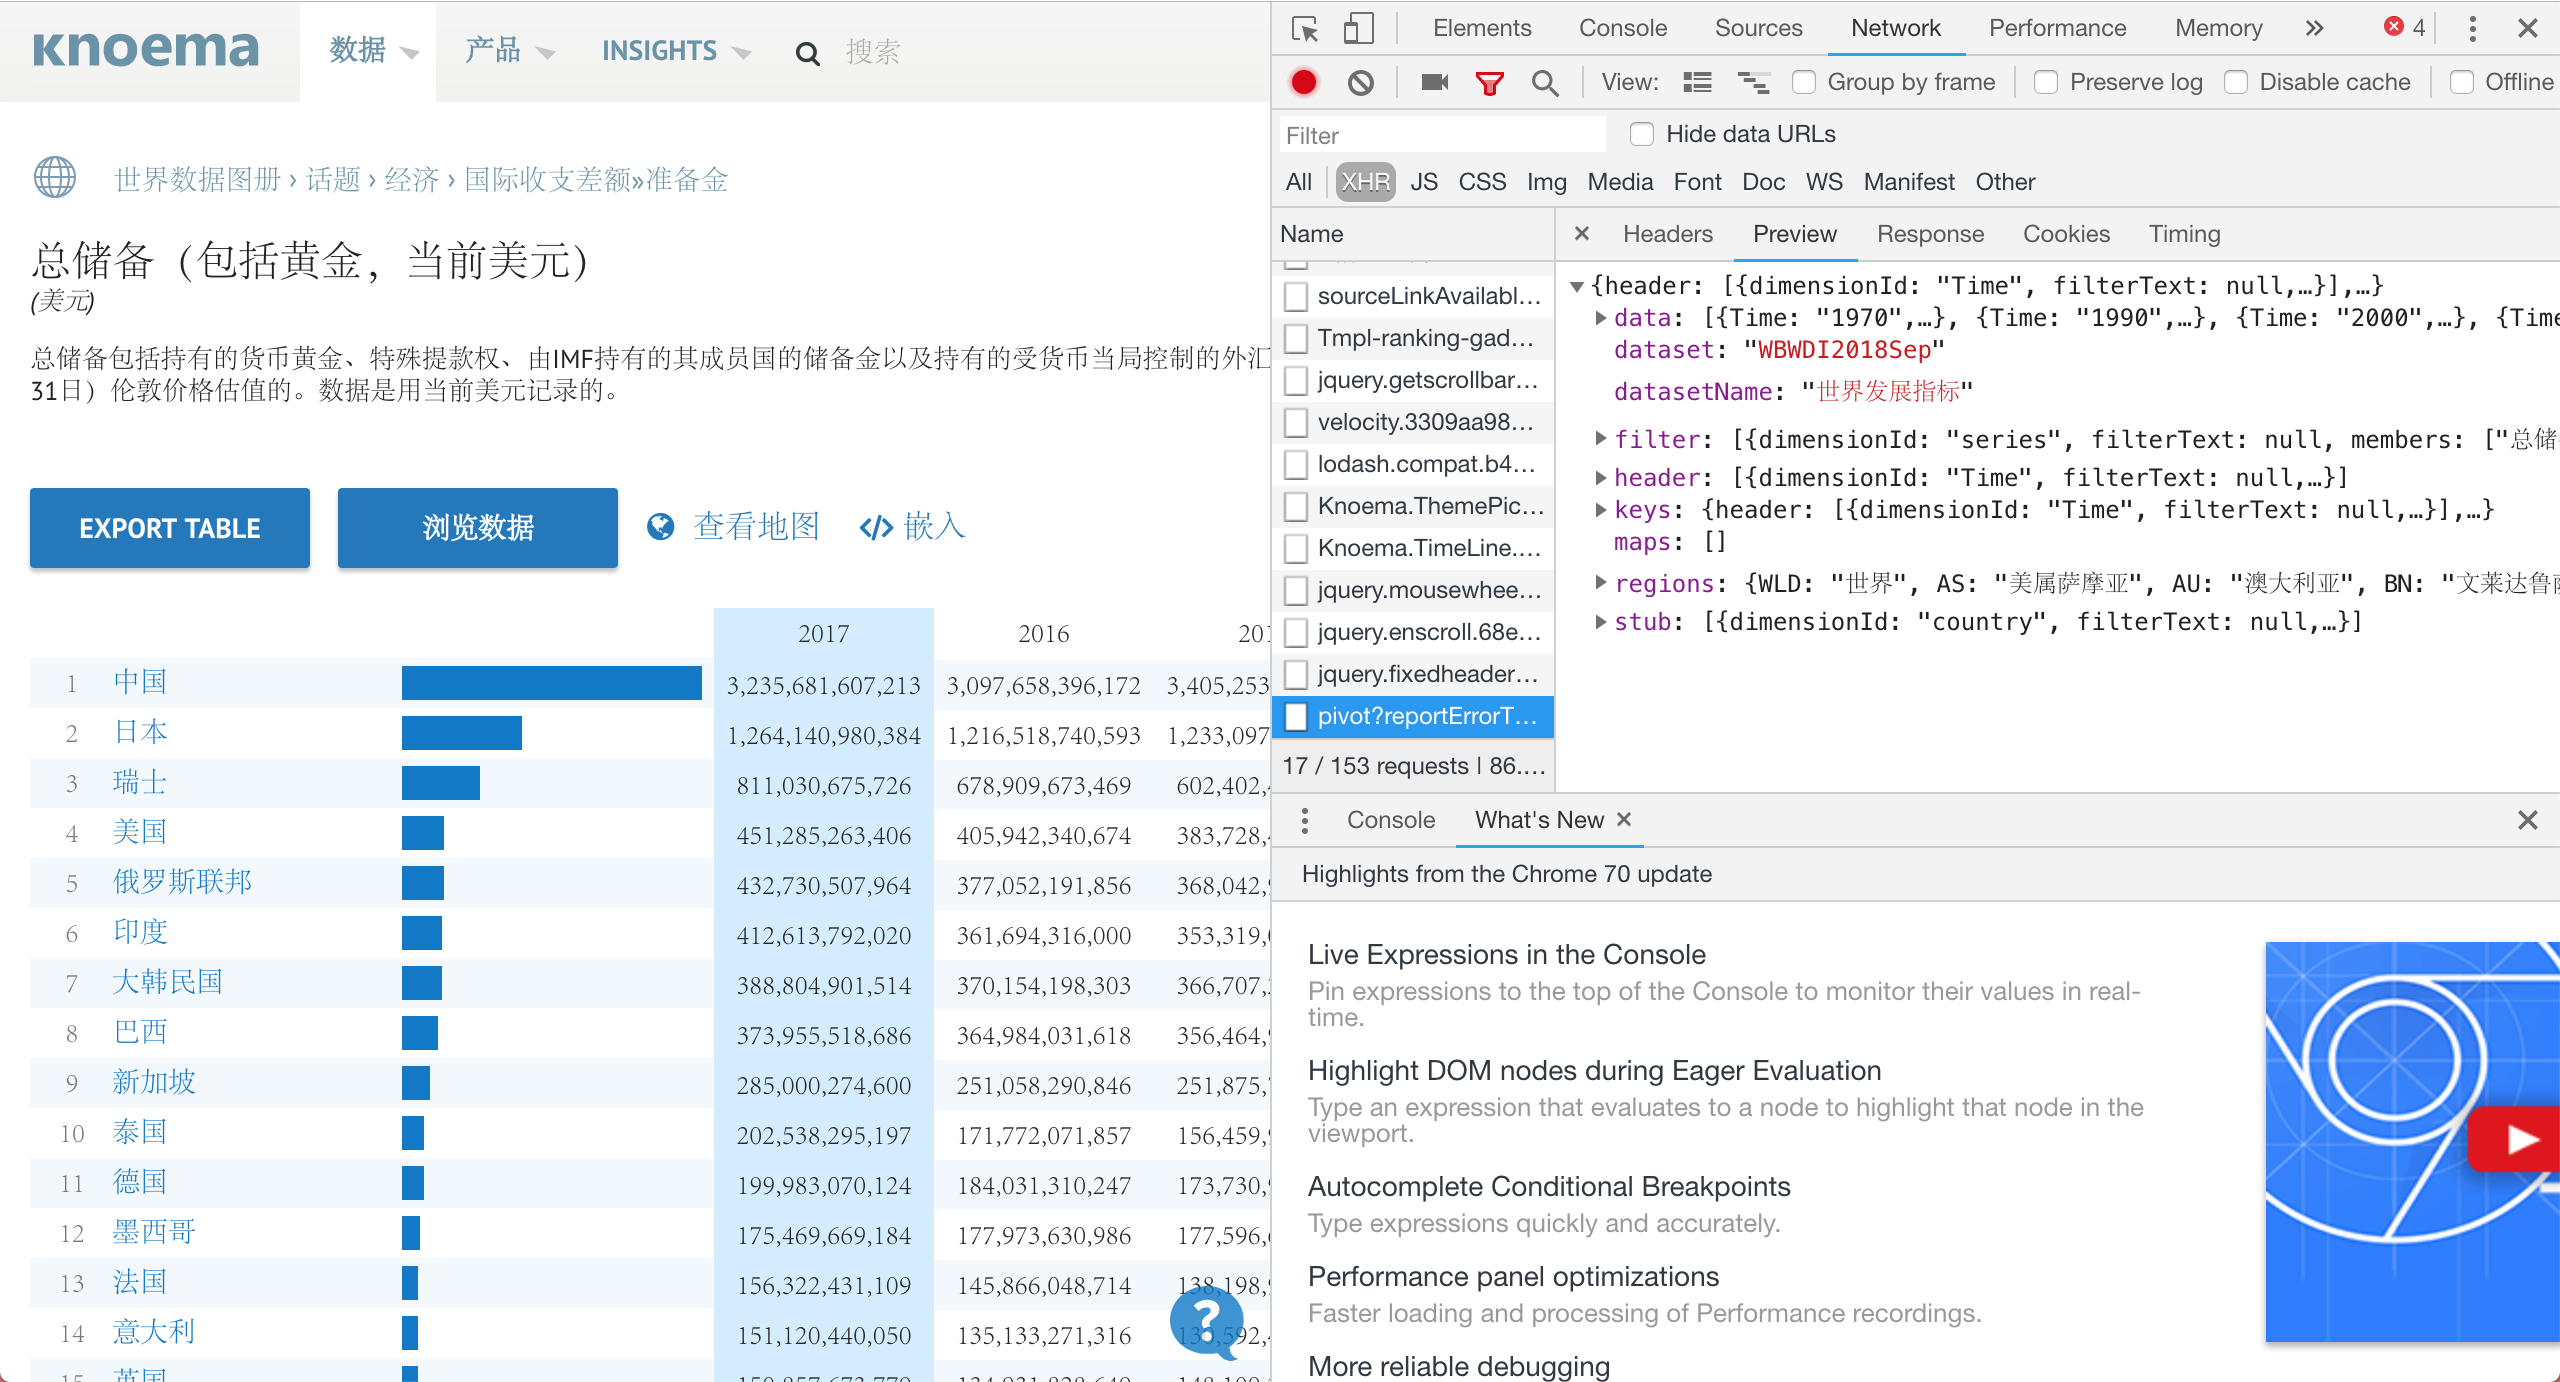 knoema
数据
产品
INSIGHTS
搜索
世界数据图册 › 话题 › 经济 › 国际收支差额»准备金
总储备（包括黄金，当前美元）
(美元)
总储备包括持有的货币黄金、特殊提款权、由IMF持有的其成员国的储备金以及持有的受货币当局控制的外汇
31日）伦敦价格估值的。数据是用当前美元记录的。
EXPORT TABLE
浏览数据
查看地图
</> 嵌入
2017 2016 201
1 中国 3,235,681,607,213 3,097,658,396,172 3,405,253
2 日本 1,264,140,980,384 1,216,518,740,593 1,233,097
3 瑞士 811,030,675,726 678,909,673,469 602,402,
4 美国 451,285,263,406 405,942,340,674 383,728,
5 俄罗斯联邦 432,730,507,964 377,052,191,856 368,042,
6 印度 412,613,792,020 361,694,316,000 353,319,
7 大韩民国 388,804,901,514 370,154,198,303 366,707,
8 巴西 373,955,518,686 364,984,031,618 356,464,
9 新加坡 285,000,274,600 251,058,290,846 251,875,
10 泰国 202,538,295,197 171,772,071,857 156,459,
11 德国 199,983,070,124 184,031,310,247 173,730,
12 墨西哥 175,469,669,184 177,973,630,986 177,596,
13 法国 156,322,431,109 145,866,048,714 138,198,
14 意大利 151,120,440,050 135,133,271,316
15 英国
?
Elements Console Sources Network Performance Memory » 4
View: Group by frame Preserve log Disable cache Offline
Filter Hide data URLs
All XHR JS CSS Img Media Font Doc WS Manifest Other
Name
sourceLinkAvailabl...
Tmpl-ranking-gad...
jquery.getscrollbar...
velocity.3309aa98...
lodash.compat.b4...
Knoema.ThemePic...
Knoema.TimeLine....
jquery.mousewhee...
jquery.enscroll.68e...
jquery.fixedheader...
pivot?reportErrorT...
17 / 153 requests | 86....
× Headers Preview Response Cookies Timing
{header: [{dimensionId: "Time", filterText: null,…}],…}
data: [{Time: "1970",…}, {Time: "1990",…}, {Time: "2000",…}, {Time
dataset: "WBWDI2018Sep"
datasetName: "世界发展指标"
filter: [{dimensionId: "series", filterText: null, members: ["总储
header: [{dimensionId: "Time", filterText: null,…}]
keys: {header: [{dimensionId: "Time", filterText: null,…}],…}
maps: []
regions: {WLD: "世界", AS: "美属萨摩亚", AU: "澳大利亚", BN: "文莱达鲁萨
stub: [{dimensionId: "country", filterText: null,…}]
Console What's New ×
Highlights from the Chrome 70 update
Live Expressions in the Console
Pin expressions to the top of the Console to monitor their values in real-
time.
Highlight DOM nodes during Eager Evaluation
Type an expression that evaluates to a node to highlight that node in the
viewport.
Autocomplete Conditional Breakpoints
Type expressions quickly and accurately.
Performance panel optimizations
Faster loading and processing of Performance recordings.
More reliable debugging